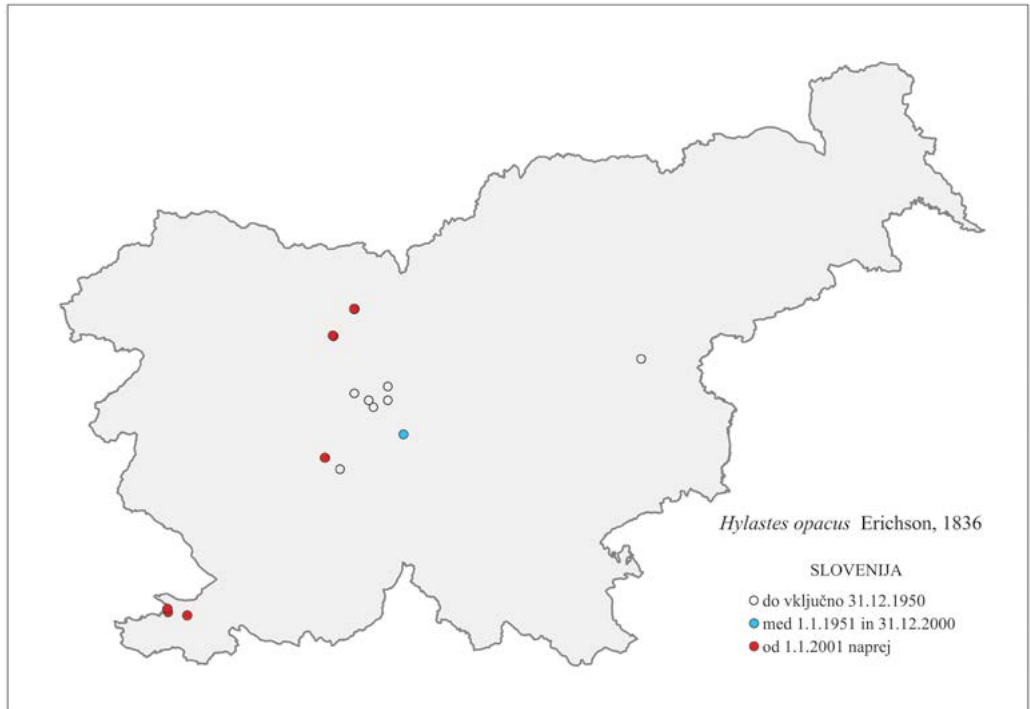 Hylastes opacus Erichson, 1836
SLOVENIJA
do vključno 31.12.1950
med 1.1.1951 in 31.12.2000
od 1.1.2001 naprej